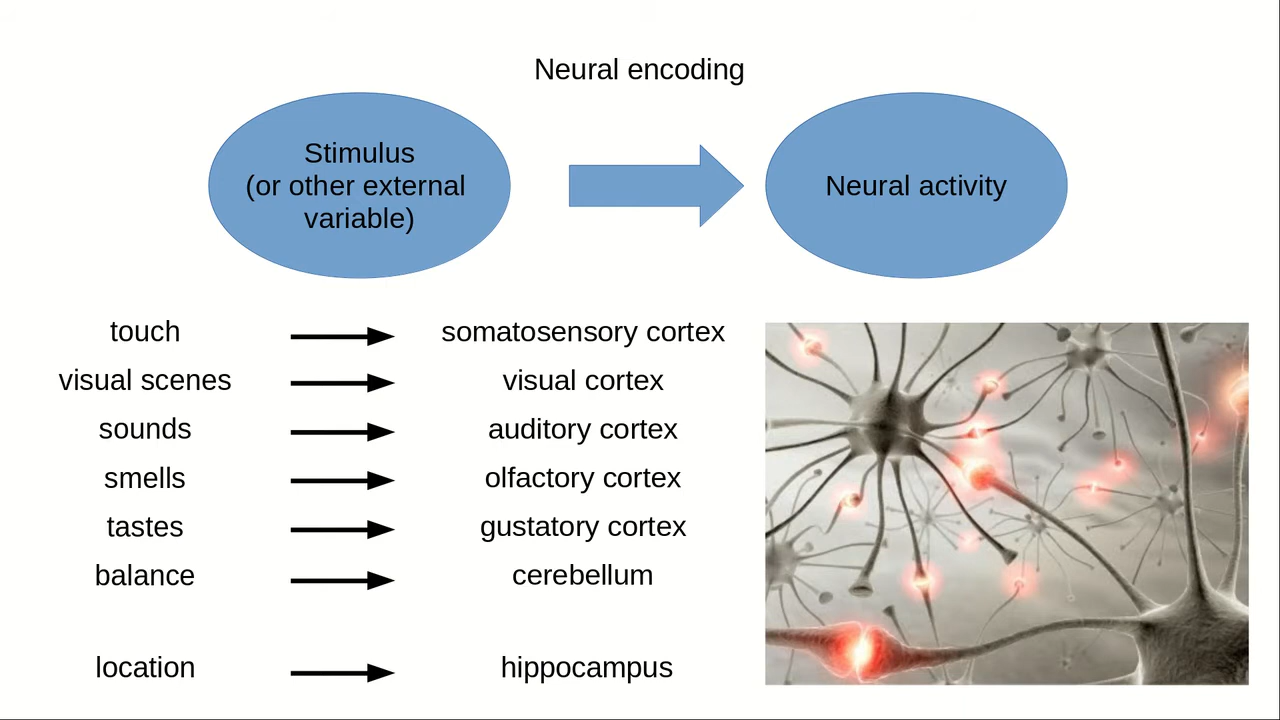 Neural encoding
Stimulus
(or other external
variable)
Neural activity
touch
somatosensory cortex
visual scenes
visual cortex
sounds
auditory cortex
smells
olfactory cortex
tastes
gustatory cortex
balance
cerebellum
location
hippocampus